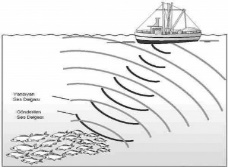 Yansıyan
Ses Dalgası
Gönderilen
Ses Dalgası